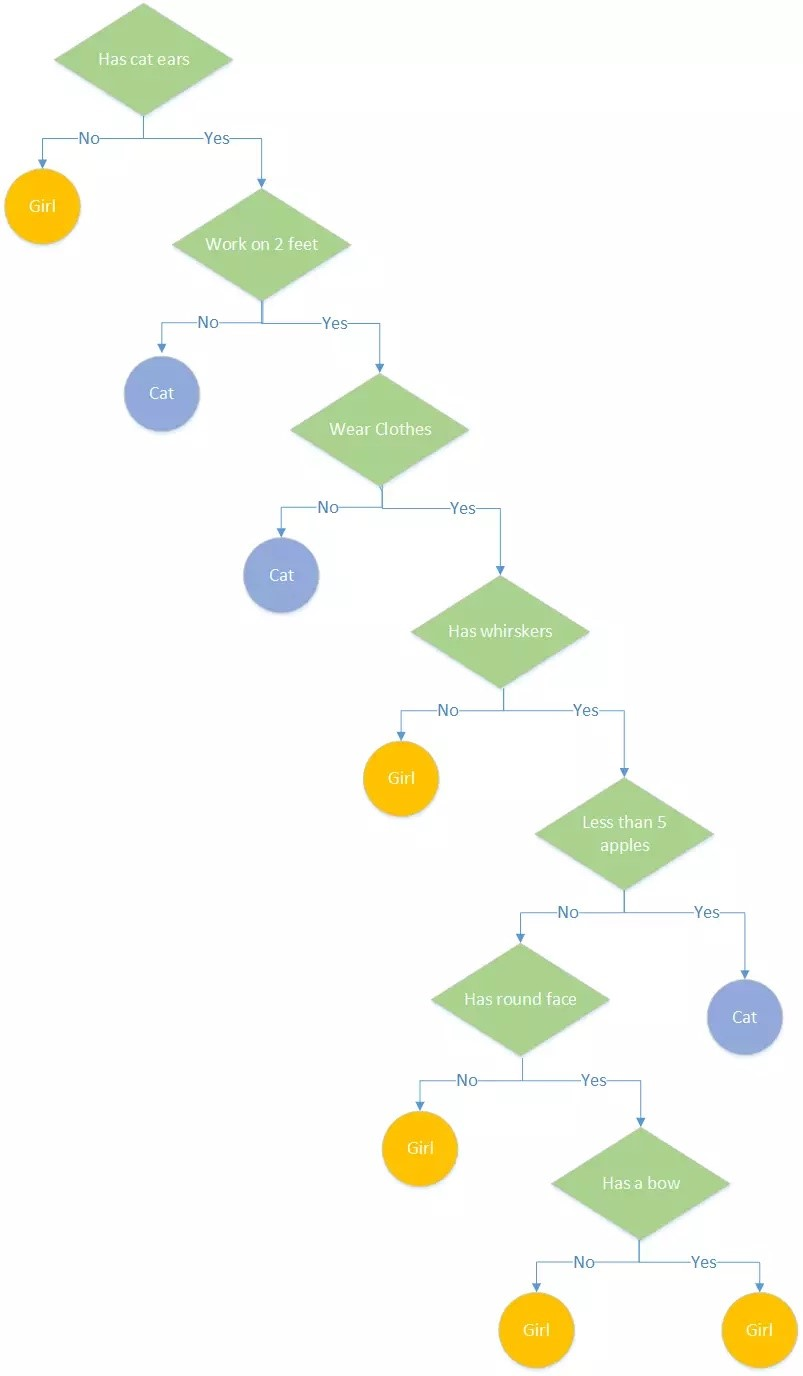 Has cat ears
No
Yes
Girl
Work on 2 feet
No
Yes
Cat
Wear Clothes
No
Yes
Cat
Has whirskers
No
Yes
Girl
Less than 5
apples
No
Yes
Has round face
Cat
No
Yes
Girl
Has a bow
No
Yes
Girl
Girl